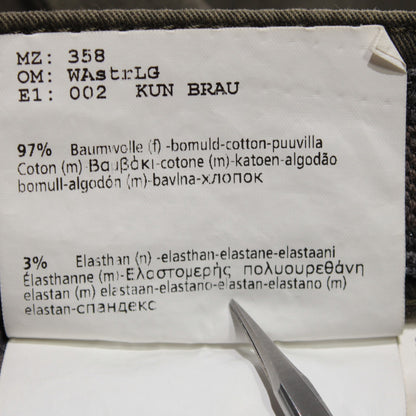 MZ: 358
OM: WAstrLG
E1: 002 KUN BRAU
97% Baumwolle (f) -bomuld-cotton-puuvilla
Coton (m) Βαμβάκι-cotone (m)-katoen-algodão
bomull-algodón (m)-bavlna-хлопок
3% Elasthan (n) -elasthan-elastane-elastaani
Élasthanne (m)-Ελαστομερής πολυουρεθάνη
elastan (m) elastaan-elastano-elastan-elastano (m)
elastan-спандекс